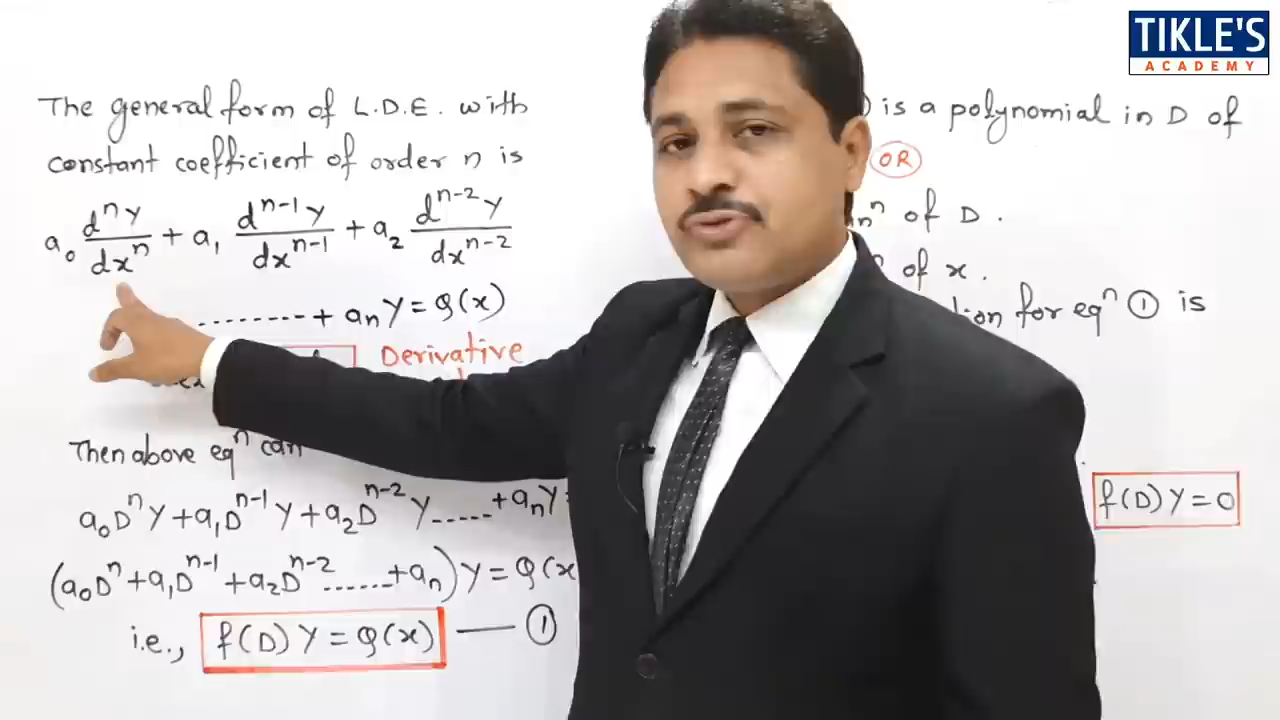 TIKLE'S
ACADEMY
The general form of L.D.E. with
constant coefficient of order n is
a₀ dⁿy/dxⁿ + a₁ dⁿ⁻¹y/dxⁿ⁻¹ + a₂ dⁿ⁻²y/dxⁿ⁻²
......... + aₙy = Q(x)
Derivative
Then above eqⁿ can
a₀Dⁿy + a₁Dⁿ⁻¹y + a₂Dⁿ⁻²y ..... + aₙy
(a₀Dⁿ + a₁Dⁿ⁻¹ + a₂Dⁿ⁻² ...... + aₙ) y = Q(x
i.e., f(D) y = Q(x) — ①
is a polynomial in D of
OR
of D.
of x.
for eqⁿ ① is
f(D) y = 0